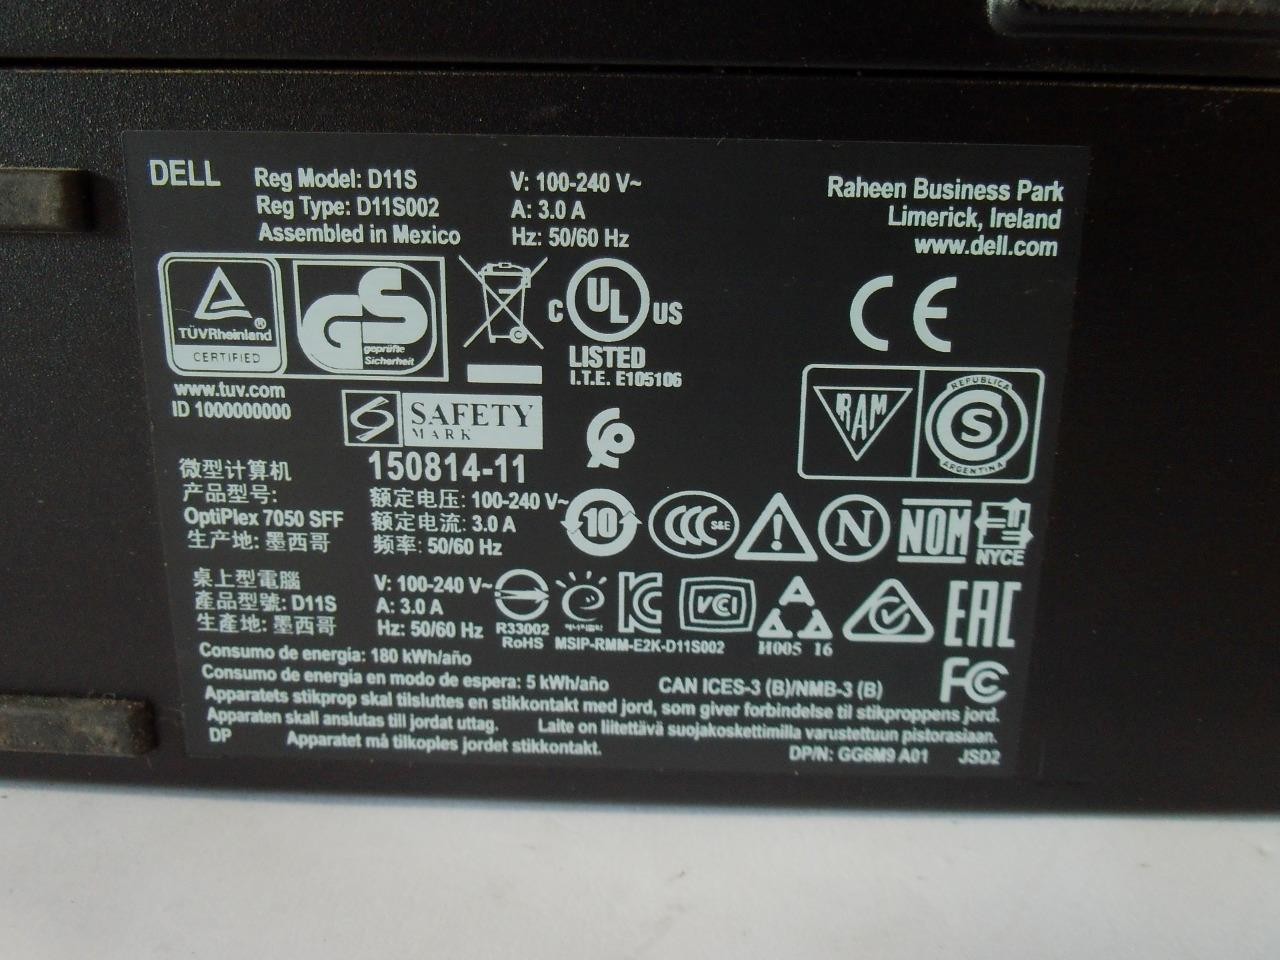 DELL
Reg Model: D11S
Reg Type: D11S002
Assembled in Mexico
V: 100-240 V~
A: 3.0 A
Hz: 50/60 Hz
Raheen Business Park
Limerick, Ireland
www.dell.com
TÜVRheinland ®
CERTIFIED
www.tuv.com
ID 1000000000
GS
geprüfte
Sicherheit
C UL US
LISTED
I.T.E. E105106
CE
S SAFETY
MARK
150814-11
IRAM
REPUBLICA
S
ARGENTINA
微型计算机
产品型号:
OptiPlex 7050 SFF
生产地: 墨西哥
额定电压: 100-240 V~
额定电流: 3.0 A
频率: 50/60 Hz
10
CCC S&E
!
N
NOM
NYCE
桌上型電腦
產品型號: D11S
生產地: 墨西哥
V: 100-240 V~
A: 3.0 A
Hz: 50/60 Hz
R33002
RoHS
MSIP-RMM-E2K-D11S002
VCCI
H005 16
EAC
Consumo de energia: 180 kWh/año
Consumo de energía en modo de espera: 5 kWh/año
CAN ICES-3 (B)/NMB-3 (B)
FC
Apparatets stikprop skal tilsluttes en stikkontakt med jord, som giver forbindelse til stikproppens jord.
Apparaten skall anslutas till jordat uttag. Laite on liitettävä suojakoskettimilla varustettuun pistorasiaan.
DP Apparatet må tilkoples jordet stikkontakt.
DP/N: GG6M9 A01 JSD2